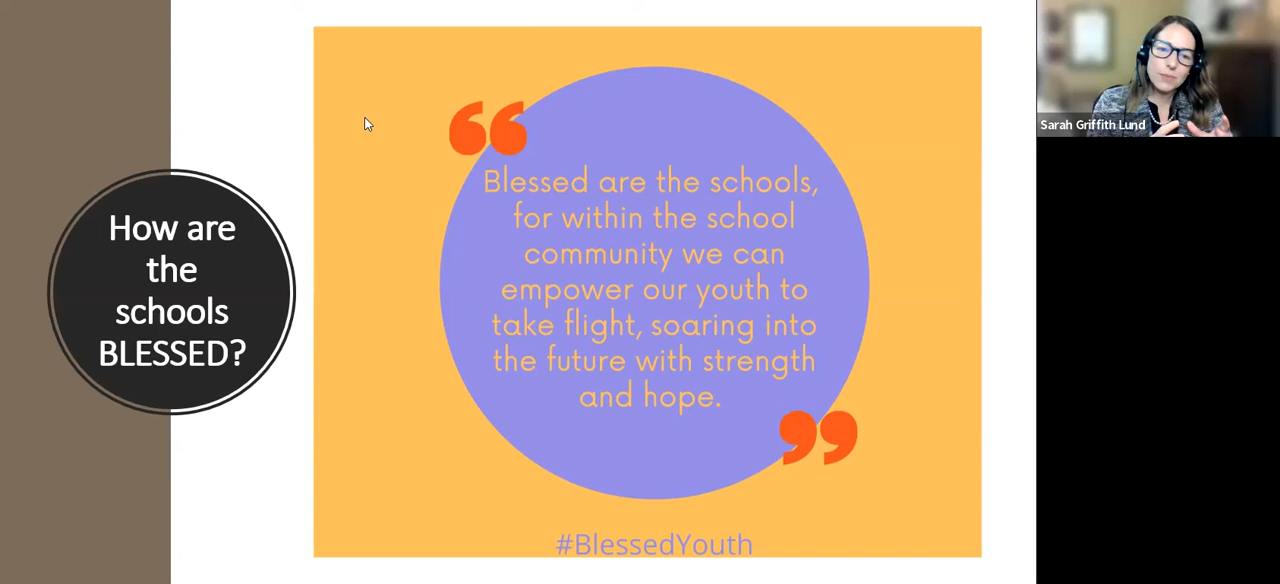 How are
the
schools
BLESSED?
“
Blessed are the schools,
for within the school
community we can
empower our youth to
take flight, soaring into
the future with strength
and hope.
”
#BlessedYouth
Sarah Griffith Lund